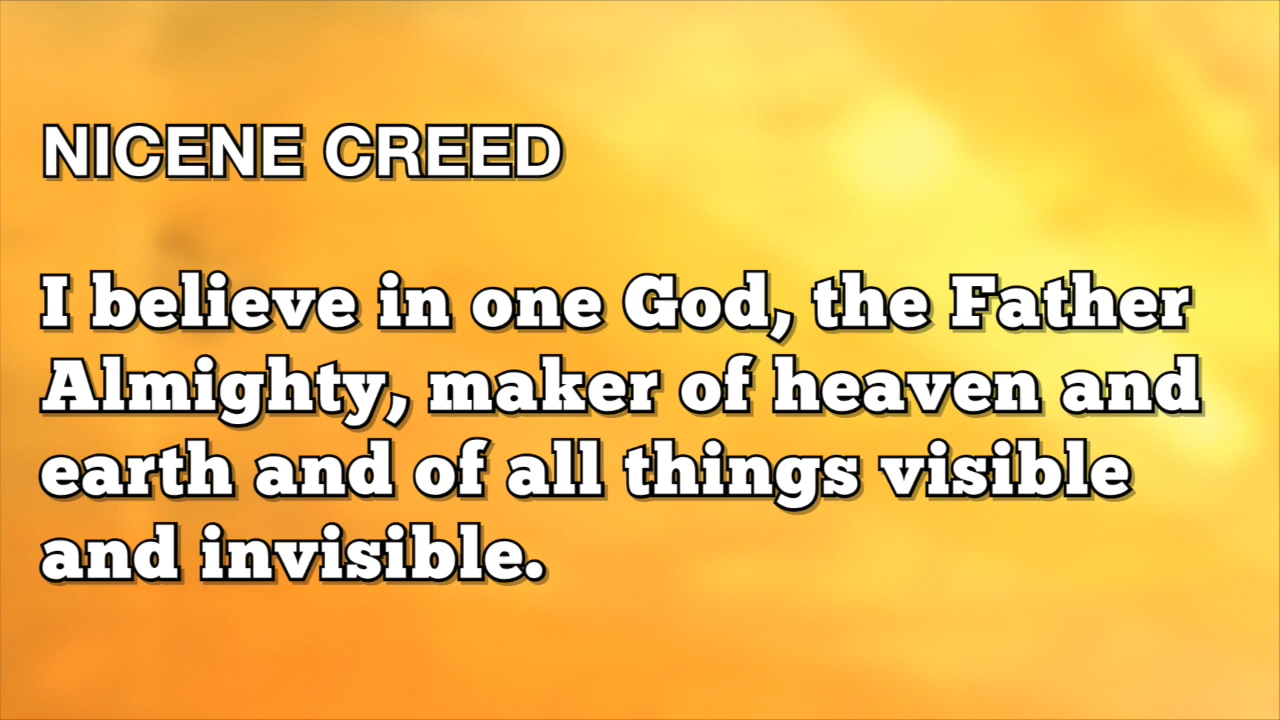 NICENE CREED
I believe in one God, the Father
Almighty, maker of heaven and
earth and of all things visible
and invisible.